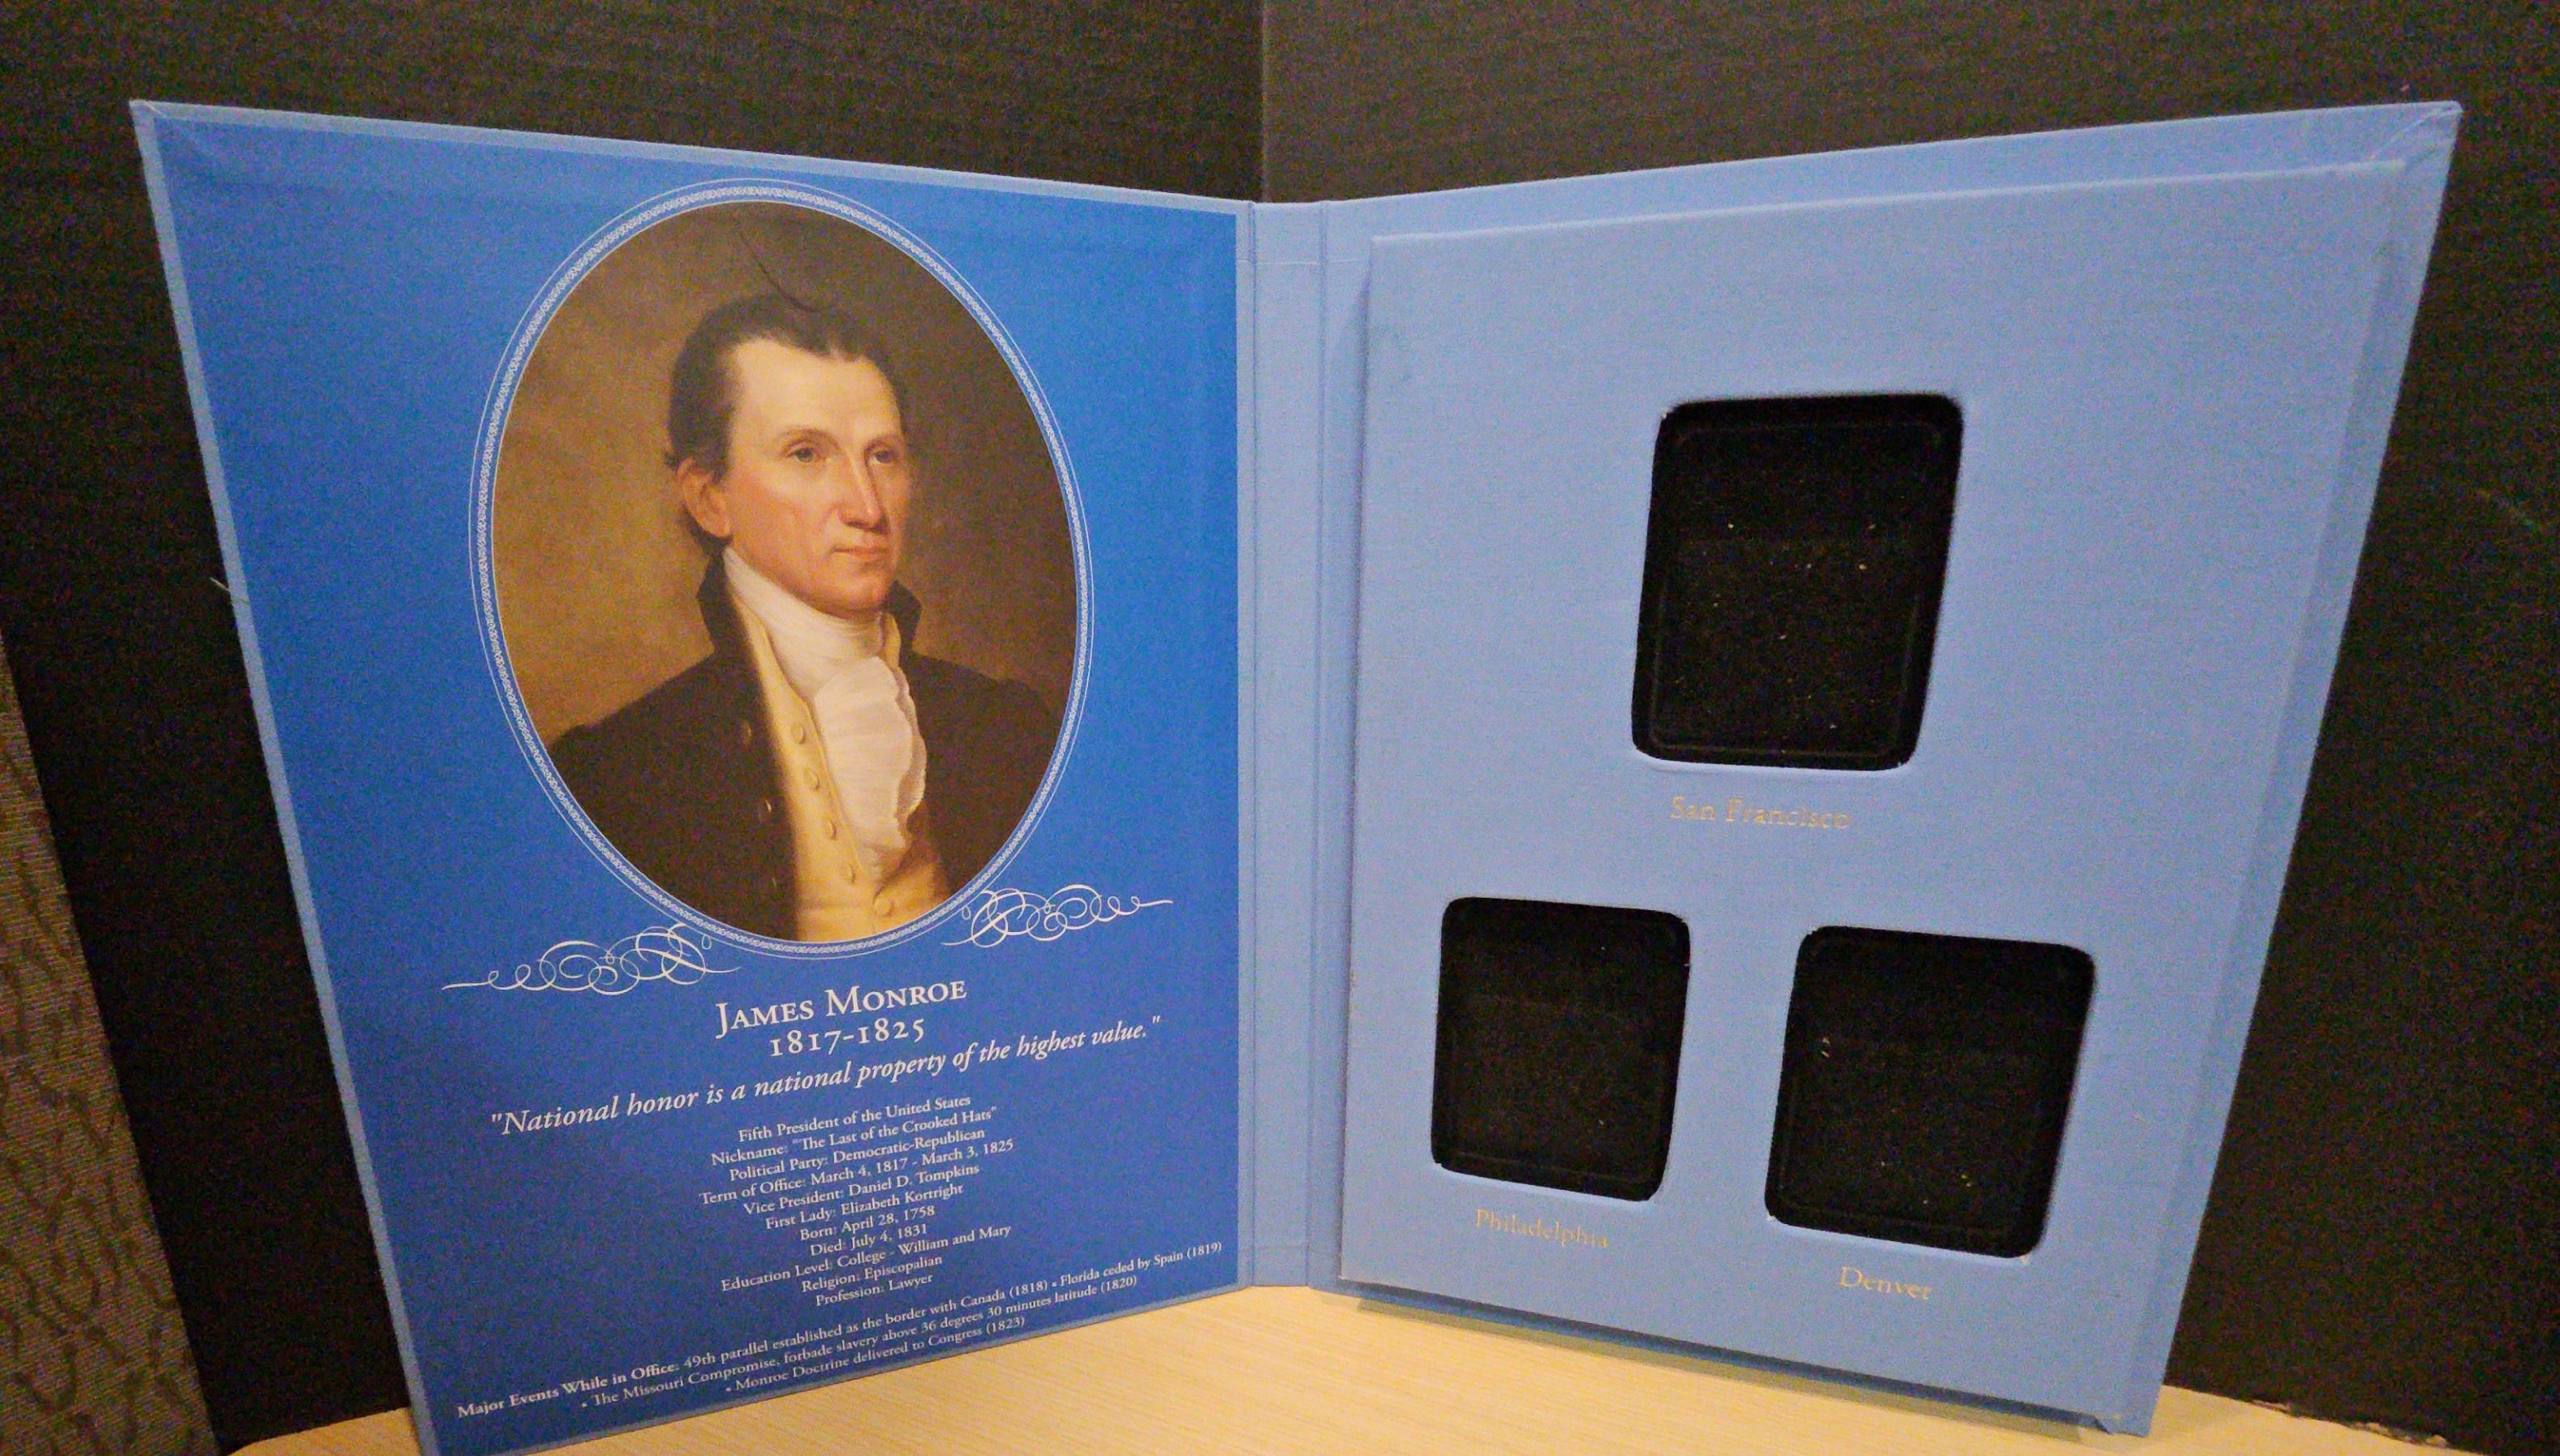 James Monroe
1817-1825
"National honor is a national property of the highest value."
Fifth President of the United States
Nickname: "The Last of the Crooked Hats"
Political Party: Democratic-Republican
Term of Office: March 4, 1817 - March 3, 1825
Vice President: Daniel D. Tompkins
First Lady: Elizabeth Kortright
Born: April 28, 1758
Died: July 4, 1831
Education Level: College - William and Mary
Religion: Episcopalian
Profession: Lawyer
Major Events While in Office: 49th parallel established as the border with Canada (1818) • Florida ceded by Spain (1819)
• The Missouri Compromise, forbade slavery above 36 degrees 30 minutes latitude (1820)
• Monroe Doctrine delivered to Congress (1823)
San Francisco
Philadelphia
Denver